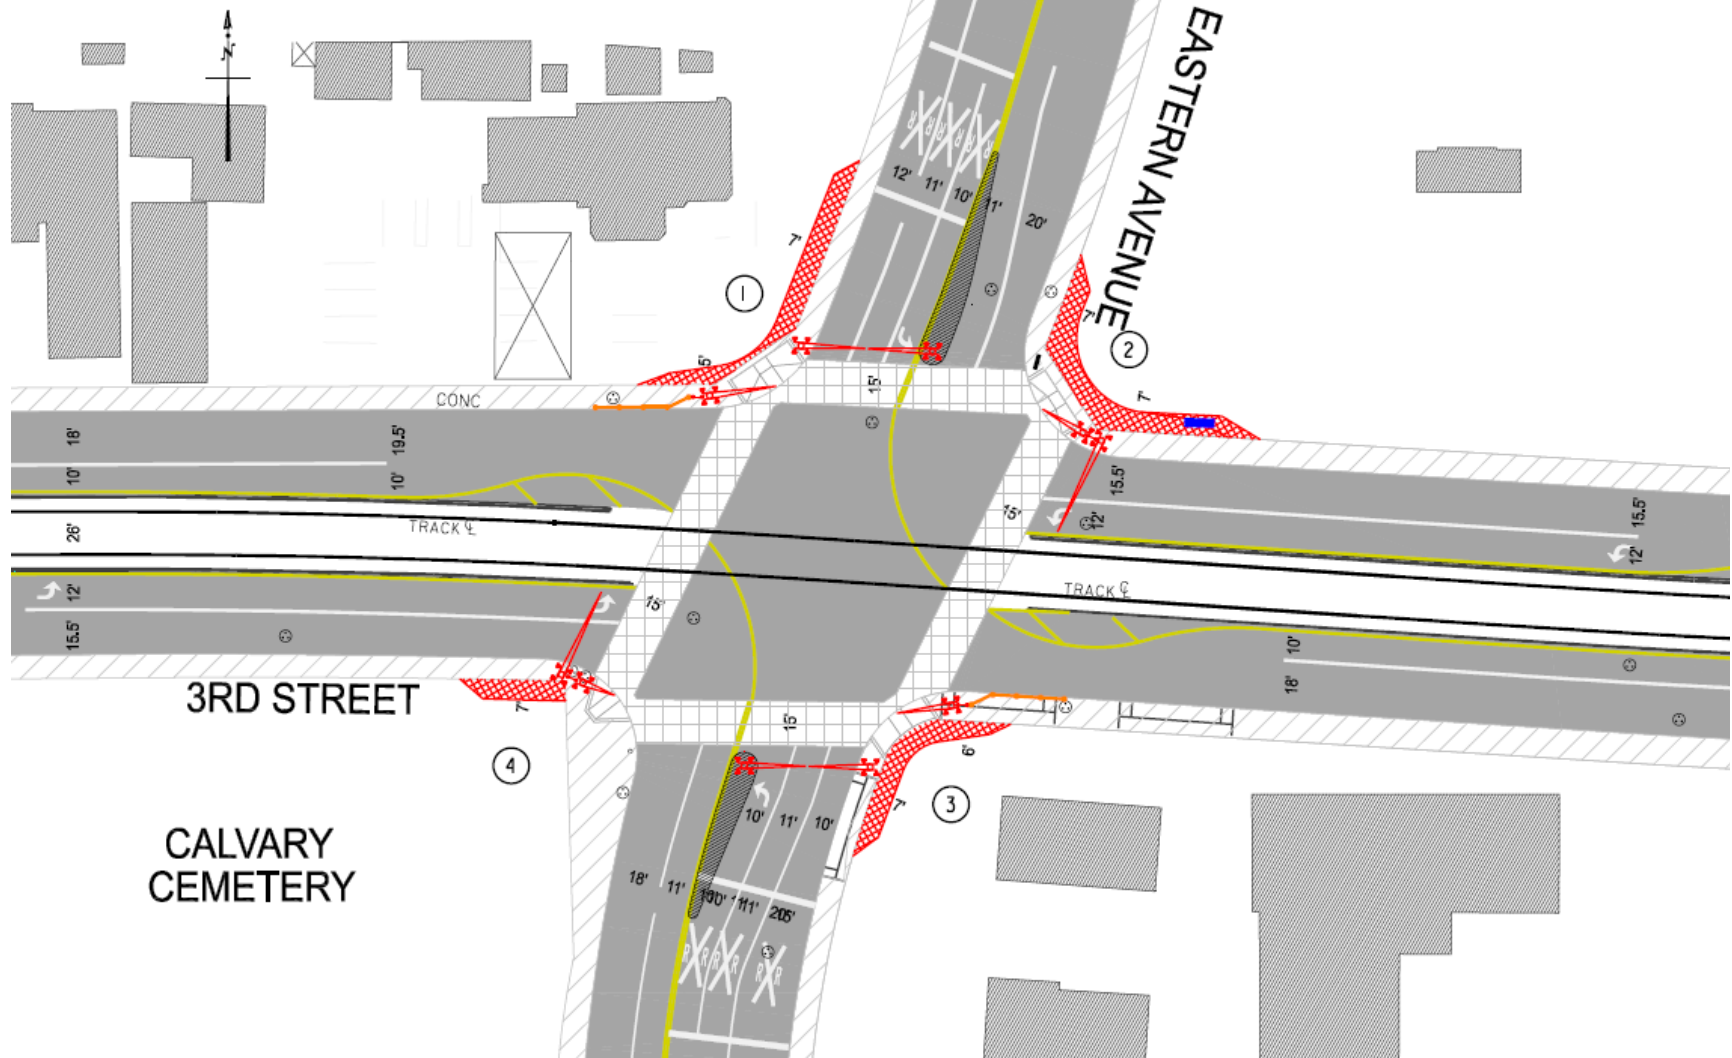 N
EASTERN AVENUE
R R
R R
R R
12'
11'
10'
11'
20'
7'
1
7'
2
5'
15'
7'
CONC
18'
19.5'
10'
10'
15.5'
15'
12'
15.5'
12'
26'
TRACK ℄
TRACK ℄
12'
15'
15.5'
10'
18'
3RD STREET
7'
15'
6'
4
3
7'
10'
11'
10'
CALVARY
CEMETERY
18'
11'
R R
R R
R R